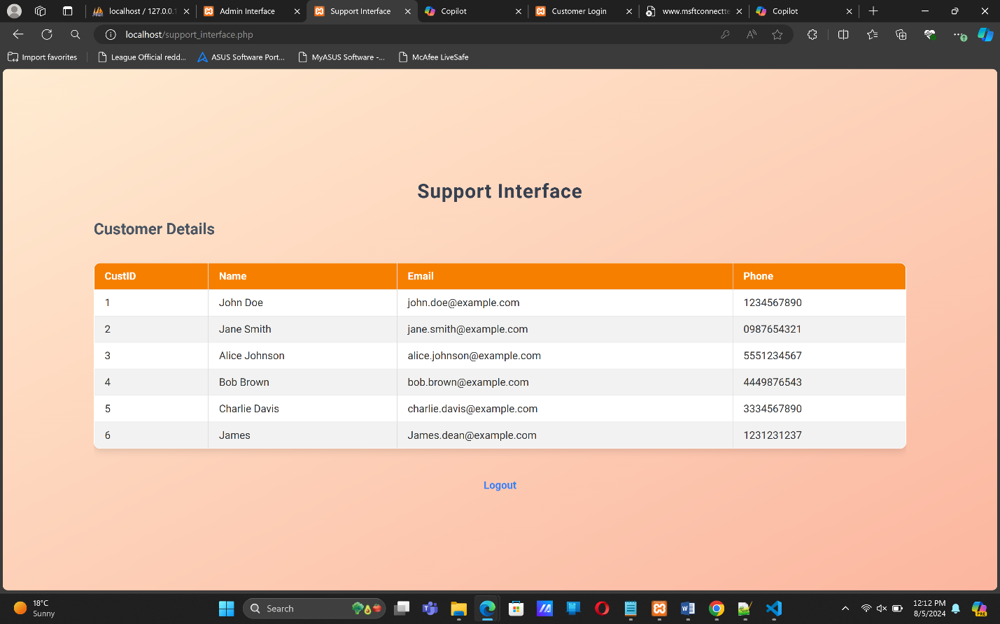 localhost / 127.0.0.1
Admin Interface
Support Interface
Copilot
Customer Login
www.msftconnectte
Copilot
localhost/support_interface.php
Import favorites
League Official redd...
ASUS Software Port...
MyASUS Software -...
McAfee LiveSafe
Support Interface
Customer Details
CustID Name Email Phone
1 John Doe john.doe@example.com 1234567890
2 Jane Smith jane.smith@example.com 0987654321
3 Alice Johnson alice.johnson@example.com 5551234567
4 Bob Brown bob.brown@example.com 4449876543
5 Charlie Davis charlie.davis@example.com 3334567890
6 James James.dean@example.com 1231231237
Logout
18°C
Sunny
Search
12:12 PM
8/5/2024
PRE